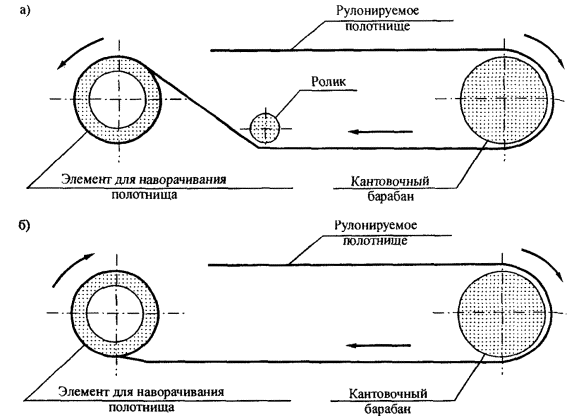 а)
Рулонируемое
полотнище
Ролик
Элемент для наворачивания
полотнища
Кантовочный
барабан
б)
Рулонируемое
полотнище
Элемент для наворачивания
полотнища
Кантовочный
барабан